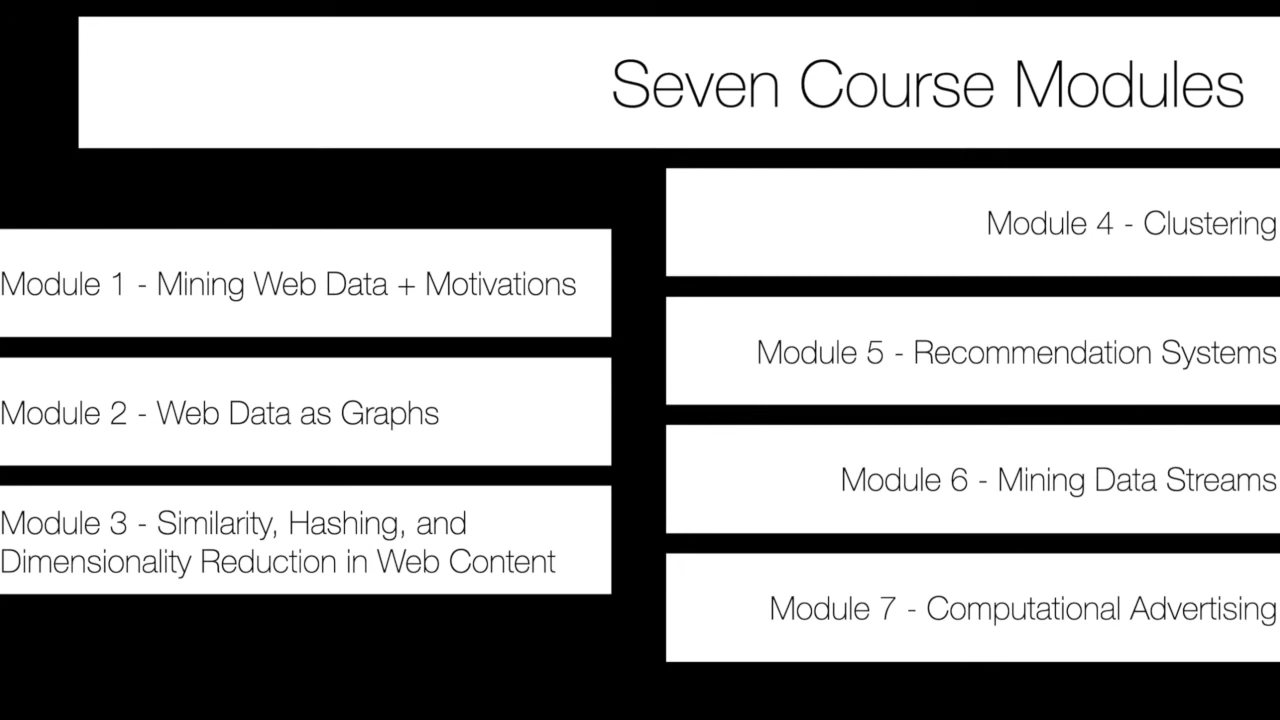 Seven Course Modules
Module 1 - Mining Web Data + Motivations
Module 2 - Web Data as Graphs
Module 3 - Similarity, Hashing, and
Dimensionality Reduction in Web Content
Module 4 - Clustering
Module 5 - Recommendation Systems
Module 6 - Mining Data Streams
Module 7 - Computational Advertising